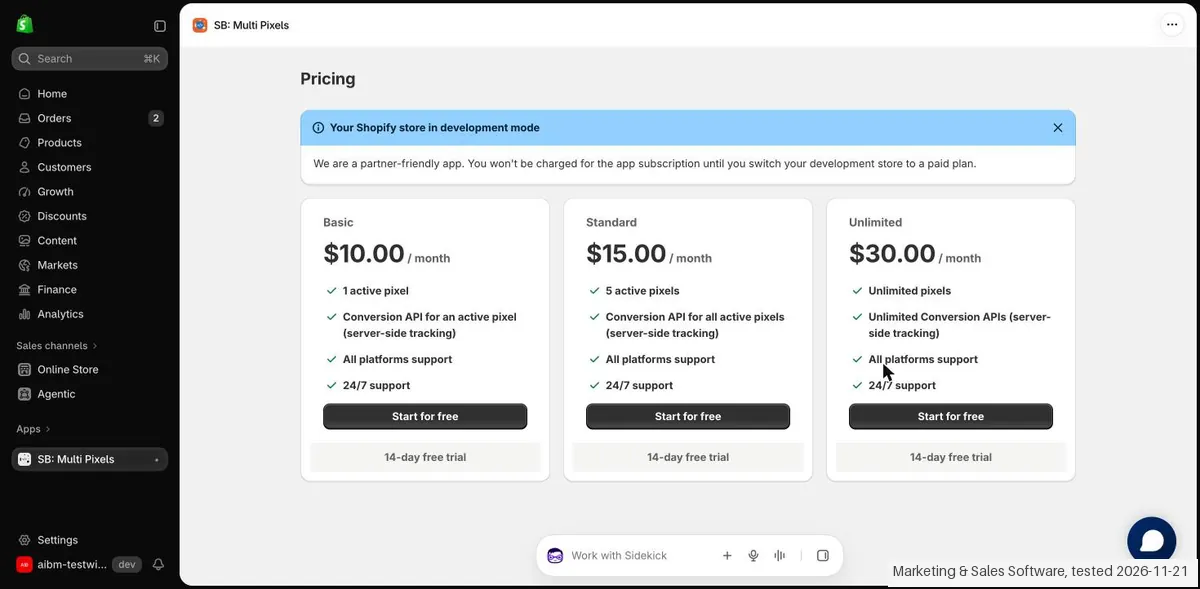 SB: Multi Pixels
Search ⌘K
Home
Orders 2
Products
Customers
Growth
Discounts
Content
Markets
Finance
Analytics
Sales channels
Online Store
Agentic
Apps
SB: Multi Pixels
Settings
aibm-testwi... dev
Pricing
Your Shopify store in development mode
We are a partner-friendly app. You won't be charged for the app subscription until you switch your development store to a paid plan.
Basic
$10.00 / month
1 active pixel
Conversion API for an active pixel
(server-side tracking)
All platforms support
24/7 support
Start for free
14-day free trial
Standard
$15.00 / month
5 active pixels
Conversion API for all active pixels
(server-side tracking)
All platforms support
24/7 support
Start for free
14-day free trial
Unlimited
$30.00 / month
Unlimited pixels
Unlimited Conversion APIs (server-
side tracking)
All platforms support
24/7 support
Start for free
14-day free trial
Work with Sidekick
Marketing & Sales Software, tested 2026-11-21